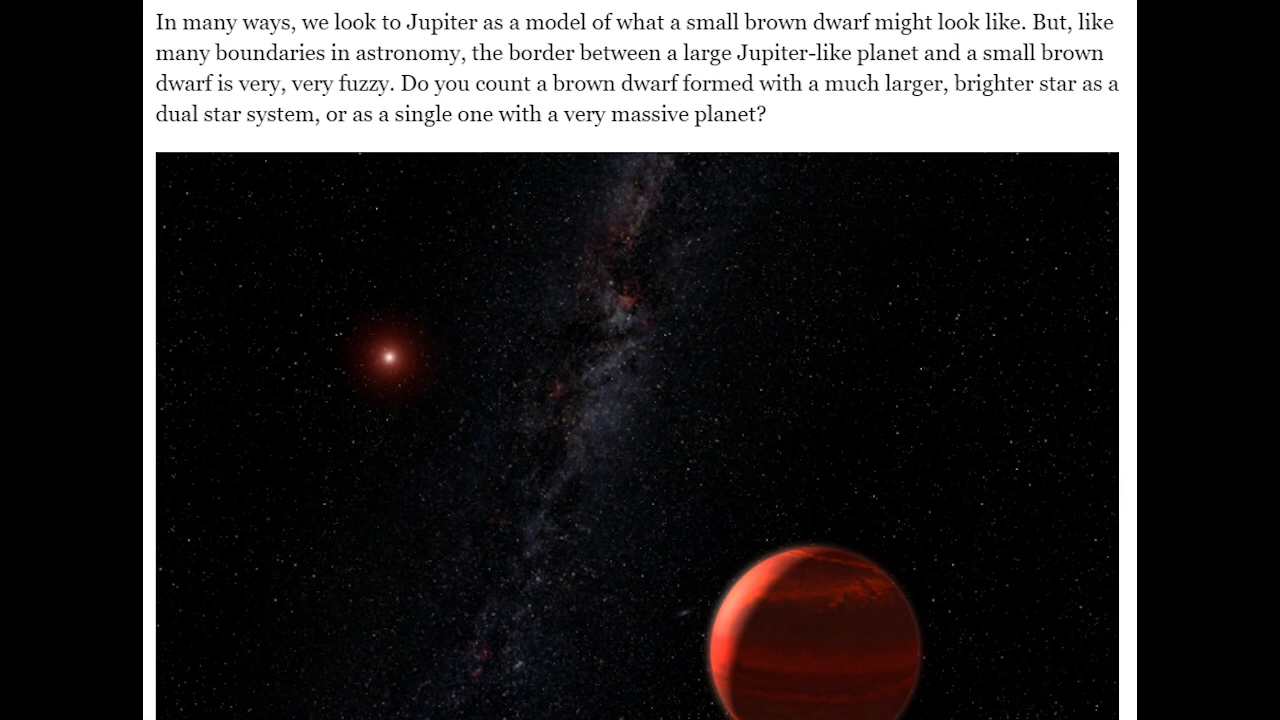 In many ways, we look to Jupiter as a model of what a small brown dwarf might look like. But, like
many boundaries in astronomy, the border between a large Jupiter-like planet and a small brown
dwarf is very, very fuzzy. Do you count a brown dwarf formed with a much larger, brighter star as a
dual star system, or as a single one with a very massive planet?